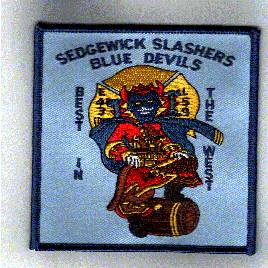 SEDGEWICK SLASHERS
BLUE DEVILS
BEST IN
THE WEST